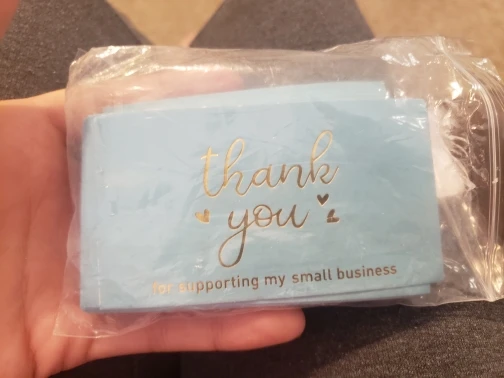 thank
you
for supporting my small business